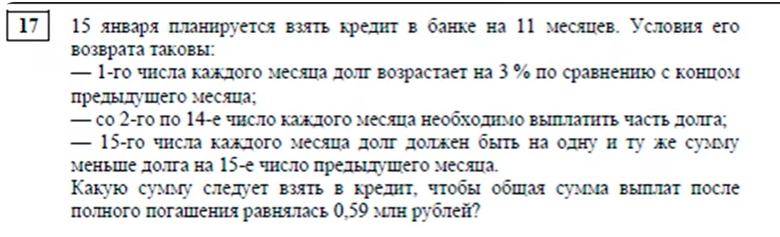 17 15 января планируется взять кредит в банке на 11 месяцев. Условия его
возврата таковы:
— 1-го числа каждого месяца долг возрастает на 3 % по сравнению с концом
предыдущего месяца;
— со 2-го по 14-е число каждого месяца необходимо выплатить часть долга;
— 15-го числа каждого месяца долг должен быть на одну и ту же сумму
меньше долга на 15-е число предыдущего месяца.
Какую сумму следует взять в кредит, чтобы общая сумма выплат после
полного погашения равнялась 0,59 млн рублей?